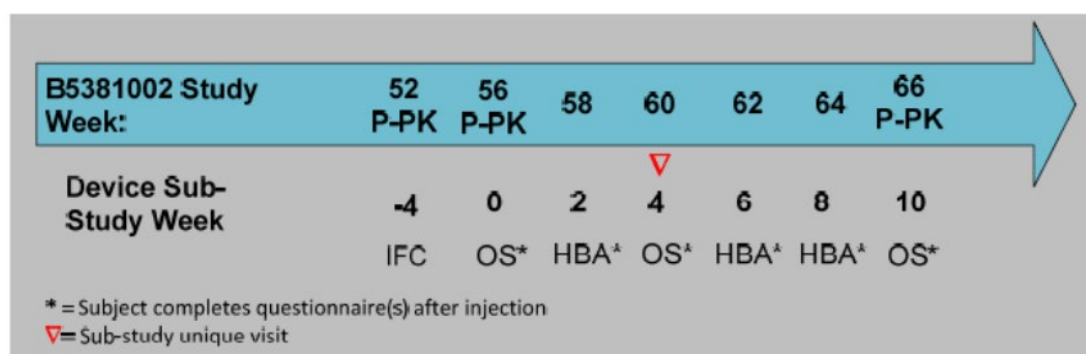 B5381002 Study Week: 52 P-PK 56 P-PK 58 60 62 64 66 P-PK
Device Sub-Study Week -4 0 2 4 6 8 10
IFC OS* HBA* OS* HBA* HBA* OS*
* = Subject completes questionnaire(s) after injection
∇= Sub-study unique visit